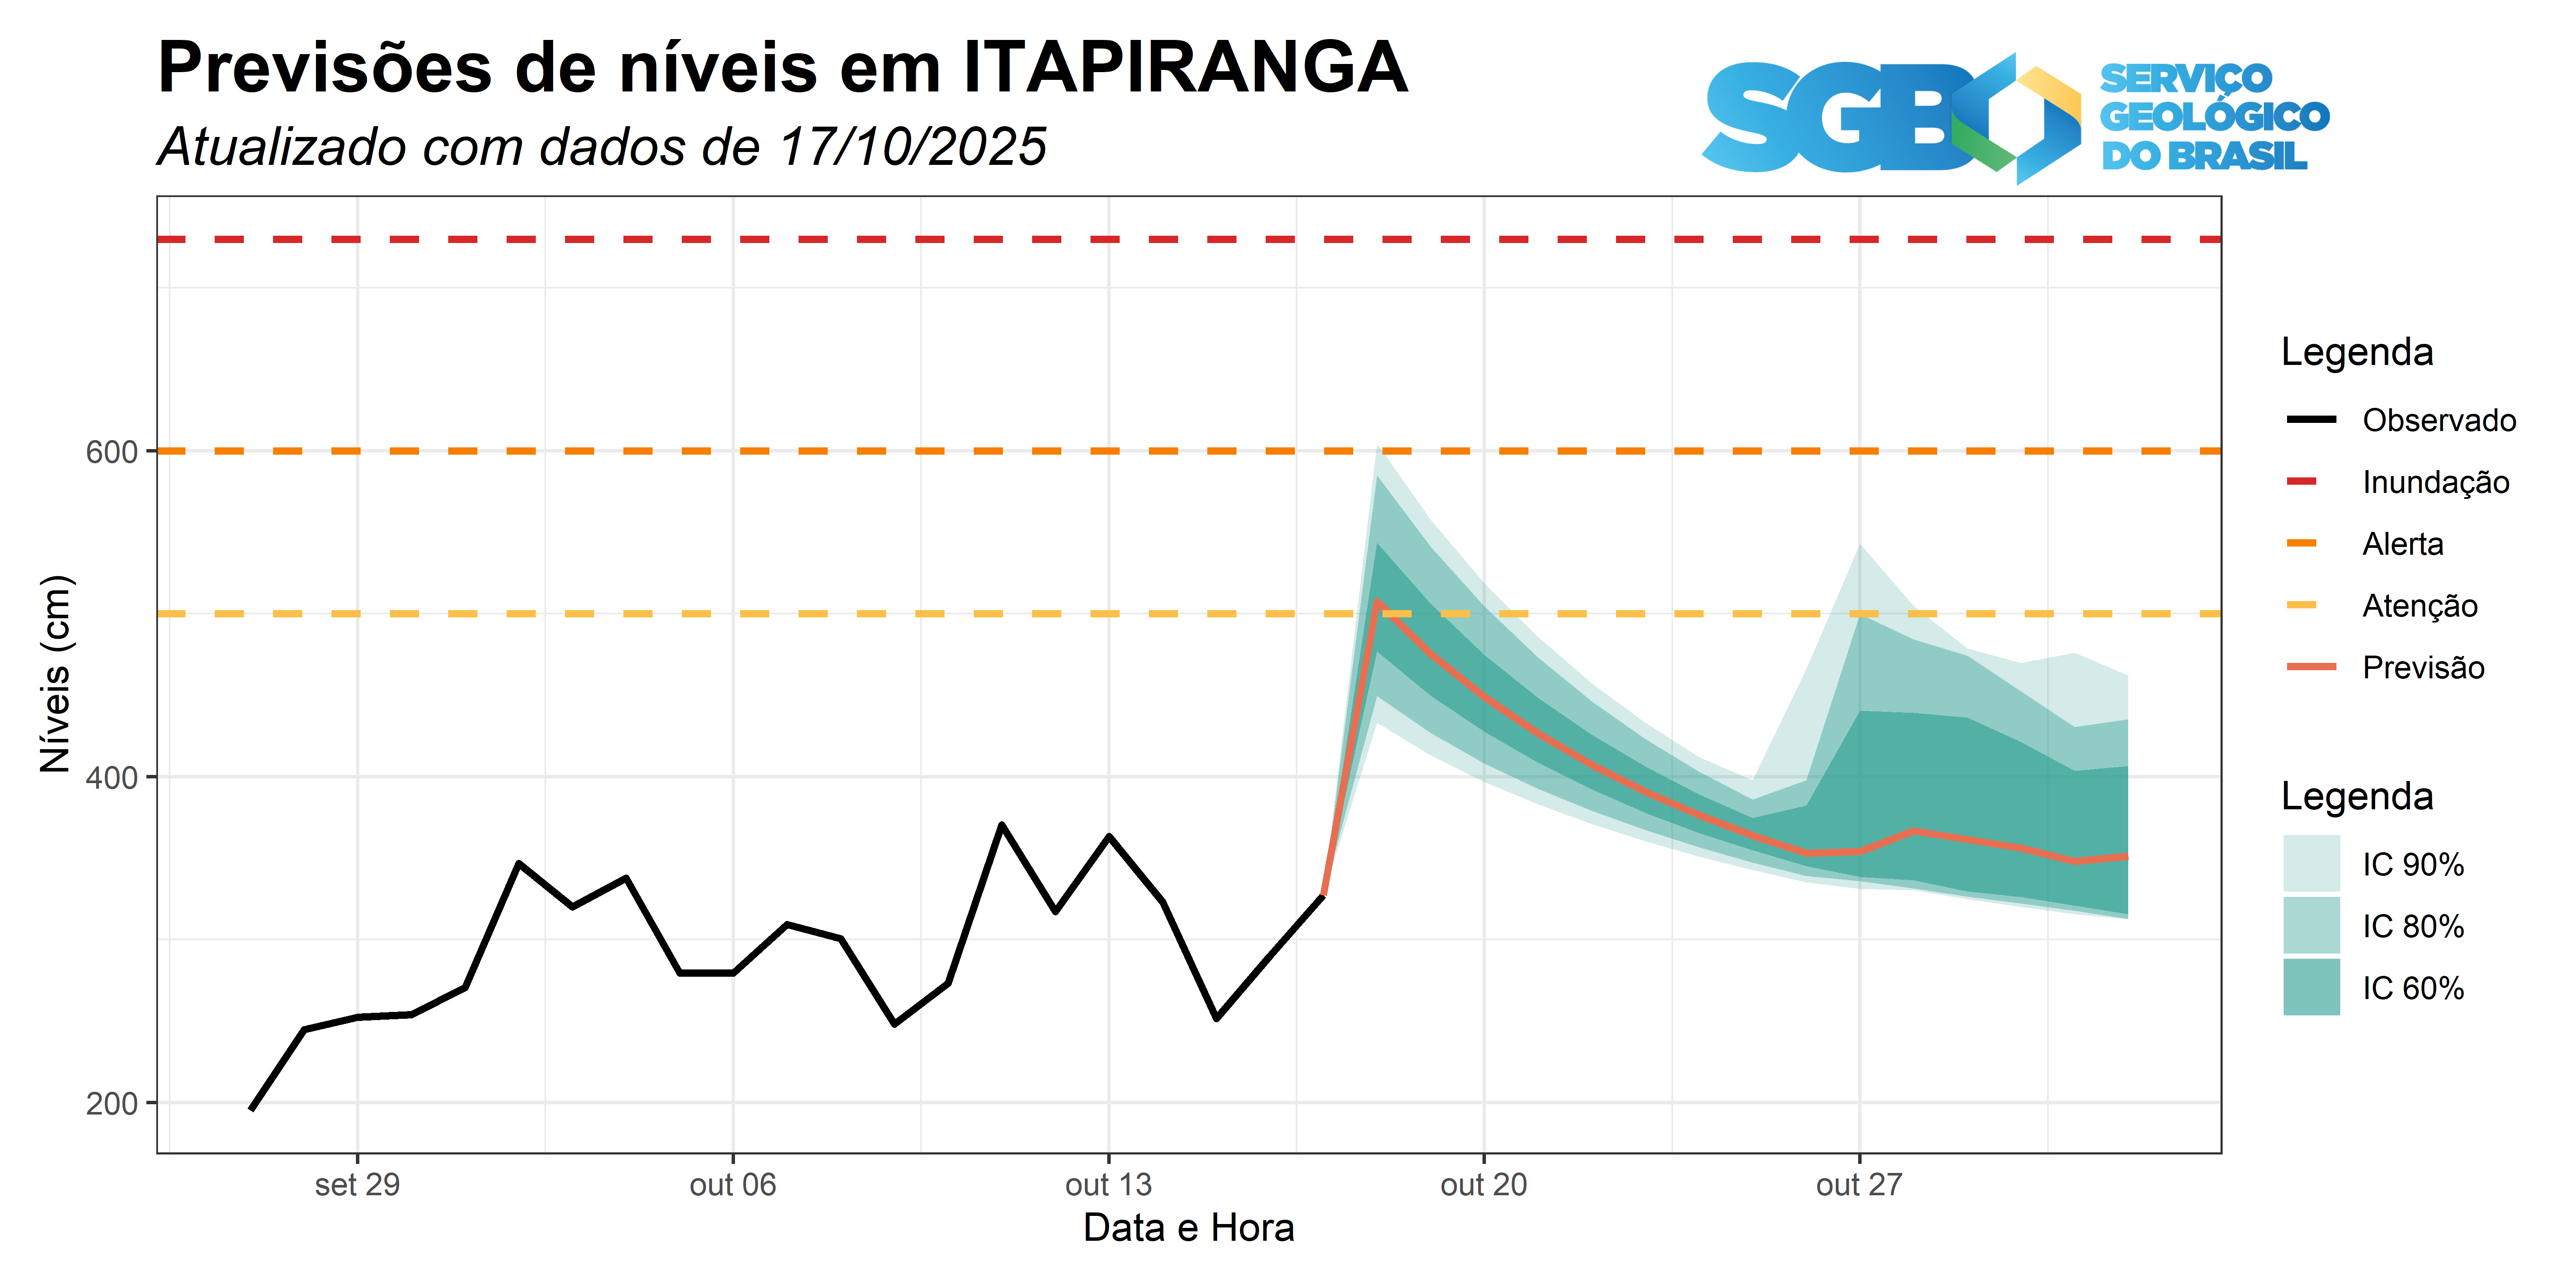 Previsões de níveis em ITAPIRANGA
Atualizado com dados de 17/10/2025
SGB
SERVIÇO
GEOLÓGICO
DO BRASIL
Níveis (cm)
600
400
200
set 29
out 06
out 13
out 20
out 27
Data e Hora
Legenda
Observado
Inundação
Alerta
Atenção
Previsão
Legenda
IC 90%
IC 80%
IC 60%